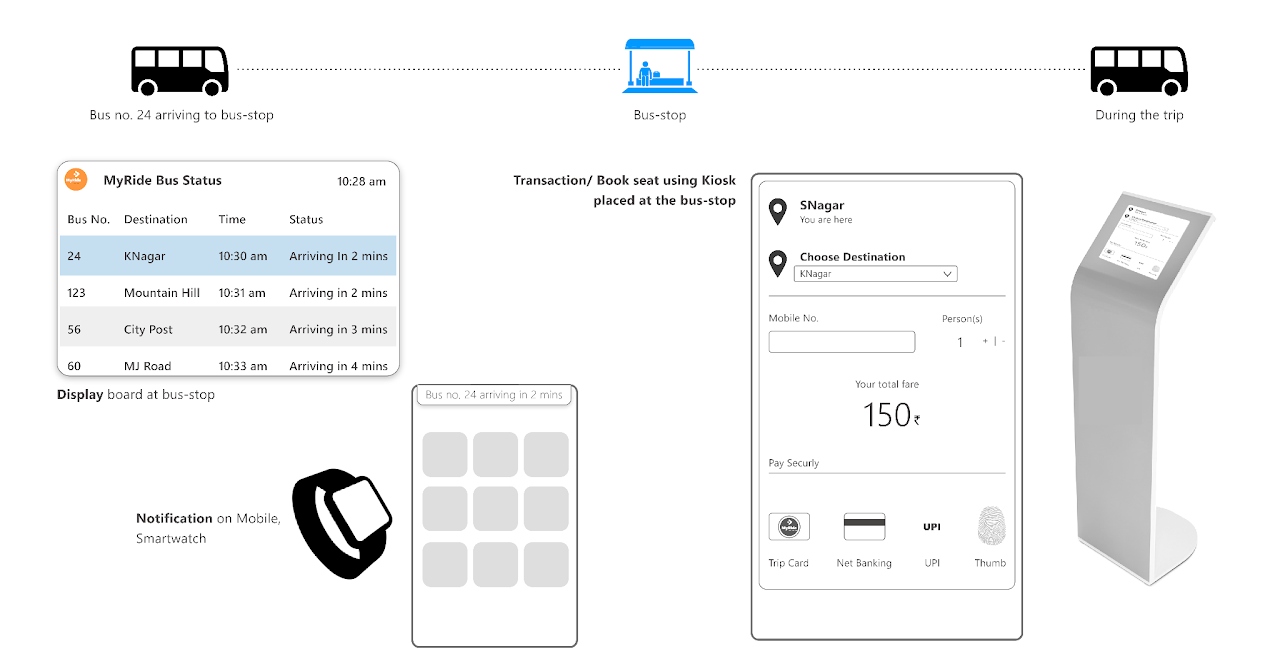 Bus no. 24 arriving to bus-stop
Bus-stop
During the trip
MyRide
MyRide Bus Status
10:28 am
Bus No. Destination Time Status
24 KNagar 10:30 am Arriving In 2 mins
123 Mountain Hill 10:31 am Arriving in 2 mins
56 City Post 10:32 am Arriving in 3 mins
60 MJ Road 10:33 am Arriving in 4 mins
Display board at bus-stop
Bus no. 24 arriving in 2 mins
Notification on Mobile,
Smartwatch
Transaction/ Book seat using Kiosk
placed at the bus-stop
SNagar
You are here
Choose Destination
KNagar
Mobile No. Person(s)
1 + | -
Your total fare
150₹
Pay Securly
MyRide
UPI
Trip Card Net Banking UPI Thumb
SNagar
150₹